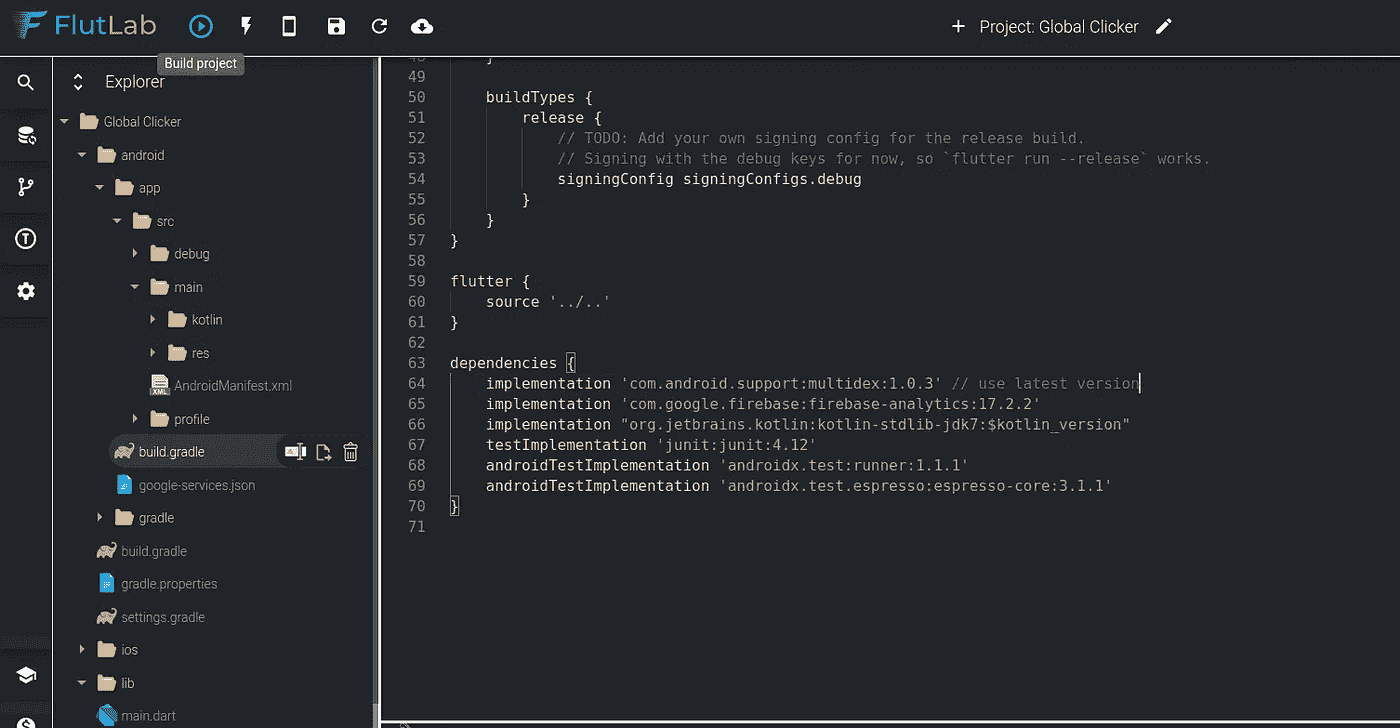 FlutLab
Project: Global Clicker
Build project
Explorer
Global Clicker
android
app
src
debug
main
kotlin
res
AndroidManifest.xml
profile
build.gradle
google-services.json
gradle
build.gradle
gradle.properties
settings.gradle
ios
lib
main.dart
XML
49
50 buildTypes {
51 release {
52 // TODO: Add your own signing config for the release build.
53 // Signing with the debug keys for now, so `flutter run --release` works.
54 signingConfig signingConfigs.debug
55 }
56 }
57 }
58
59 flutter {
60 source '../..'
61 }
62
63 dependencies {
64 implementation 'com.android.support:multidex:1.0.3' // use latest version
65 implementation 'com.google.firebase:firebase-analytics:17.2.2'
66 implementation "org.jetbrains.kotlin:kotlin-stdlib-jdk7:$kotlin_version"
67 testImplementation 'junit:junit:4.12'
68 androidTestImplementation 'androidx.test:runner:1.1.1'
69 androidTestImplementation 'androidx.test.espresso:espresso-core:3.1.1'
70 }
71